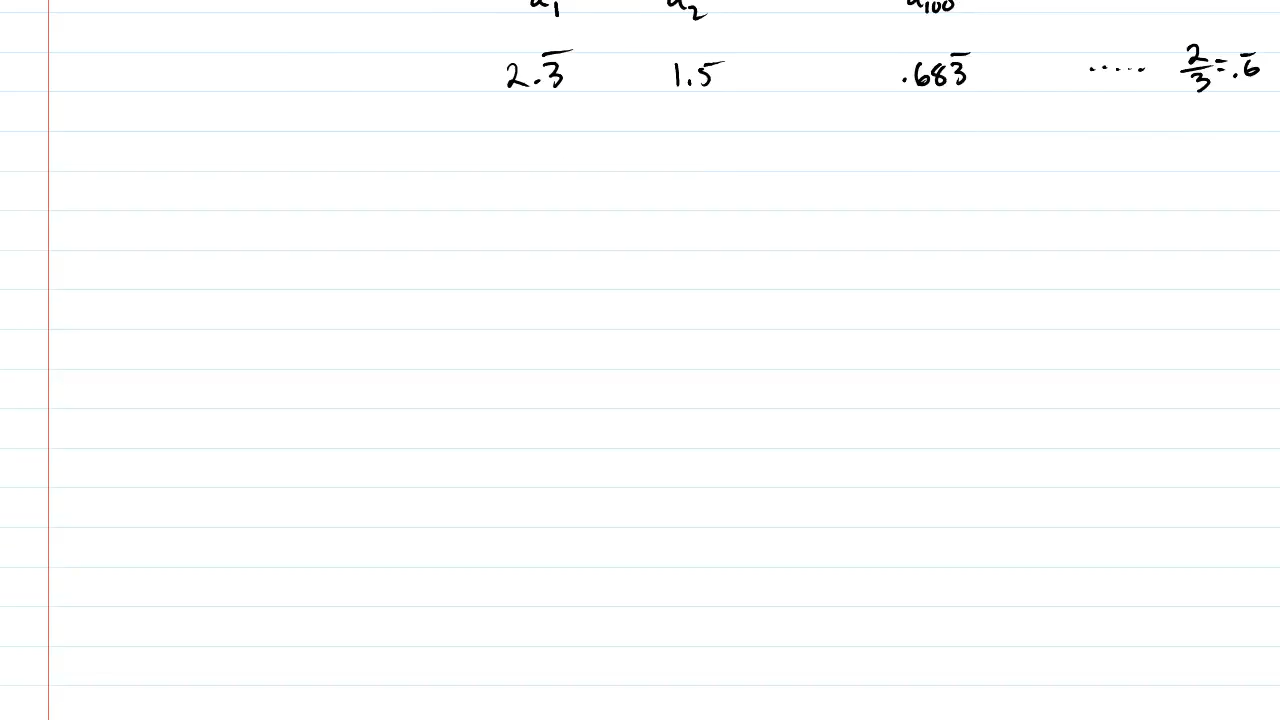 a₁ a₂ a₁₀₀
2.3̅ 1.5 .683̅ ..... 2/3 = .6̅